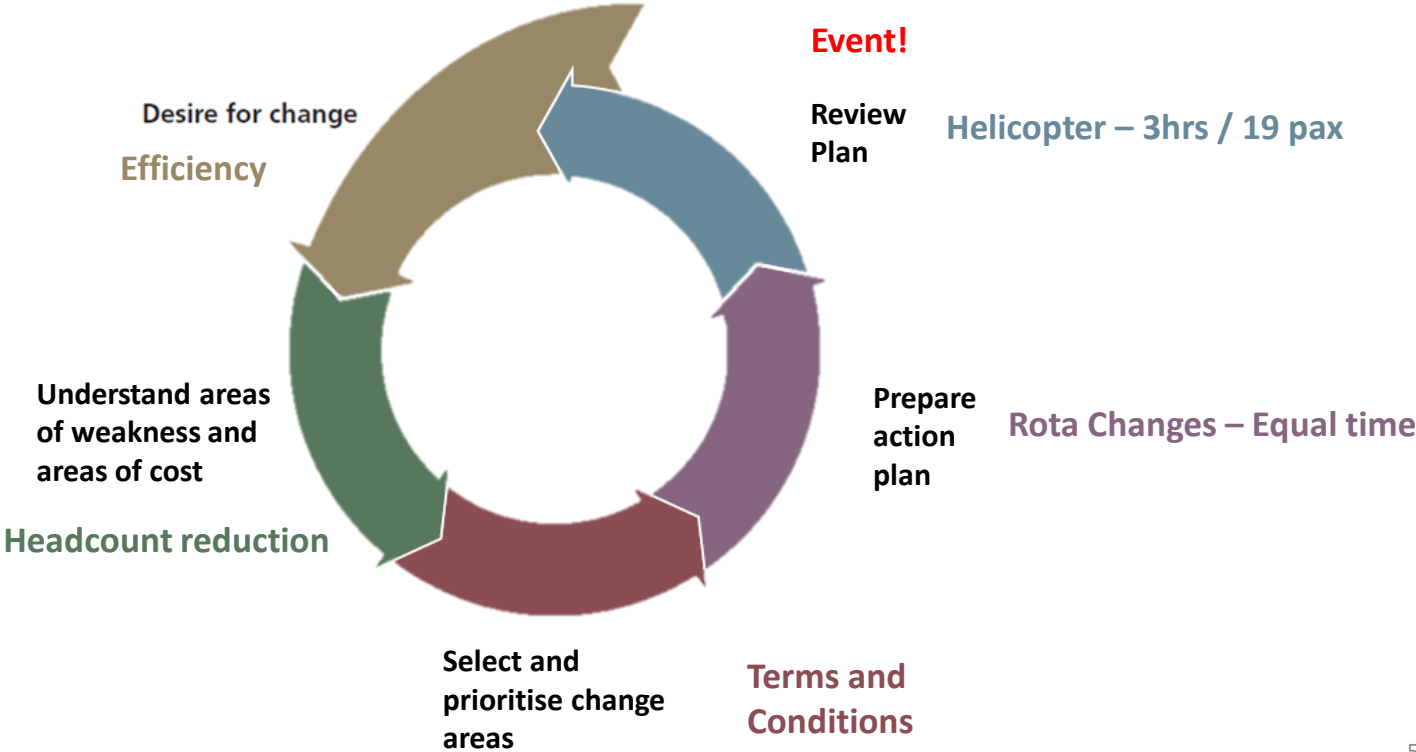 Event!
Desire for change
Efficiency
Review
Plan
Helicopter – 3hrs / 19 pax
Understand areas
of weakness and
areas of cost
Headcount reduction
Prepare
action
plan
Rota Changes – Equal time
Select and
prioritise change
areas
Terms and
Conditions